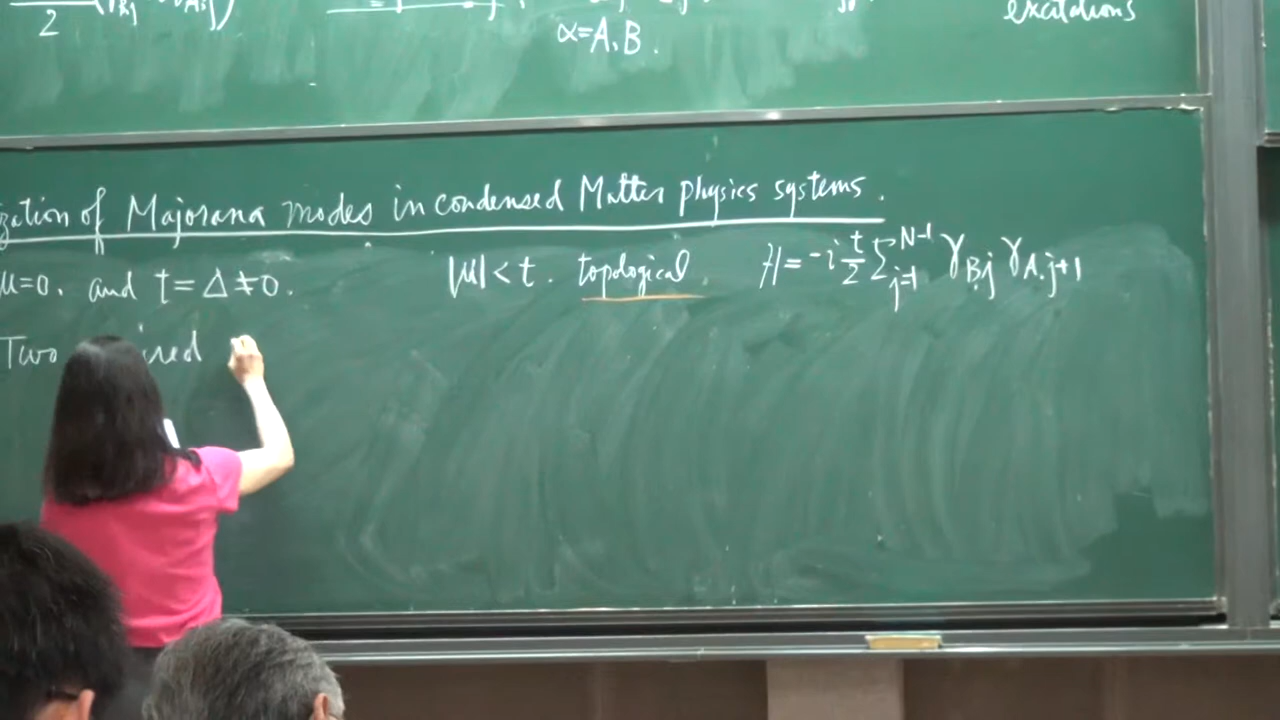 2
α=A,B.
excitations
zation of Majorana modes in condensed Matter physics systems.
μ=0. and t=Δ≠0.
|μ|<t. topological. H=-i t/2 Σ_{j=1}^{N-1} γ_{B,j} γ_{A,j+1}
Two